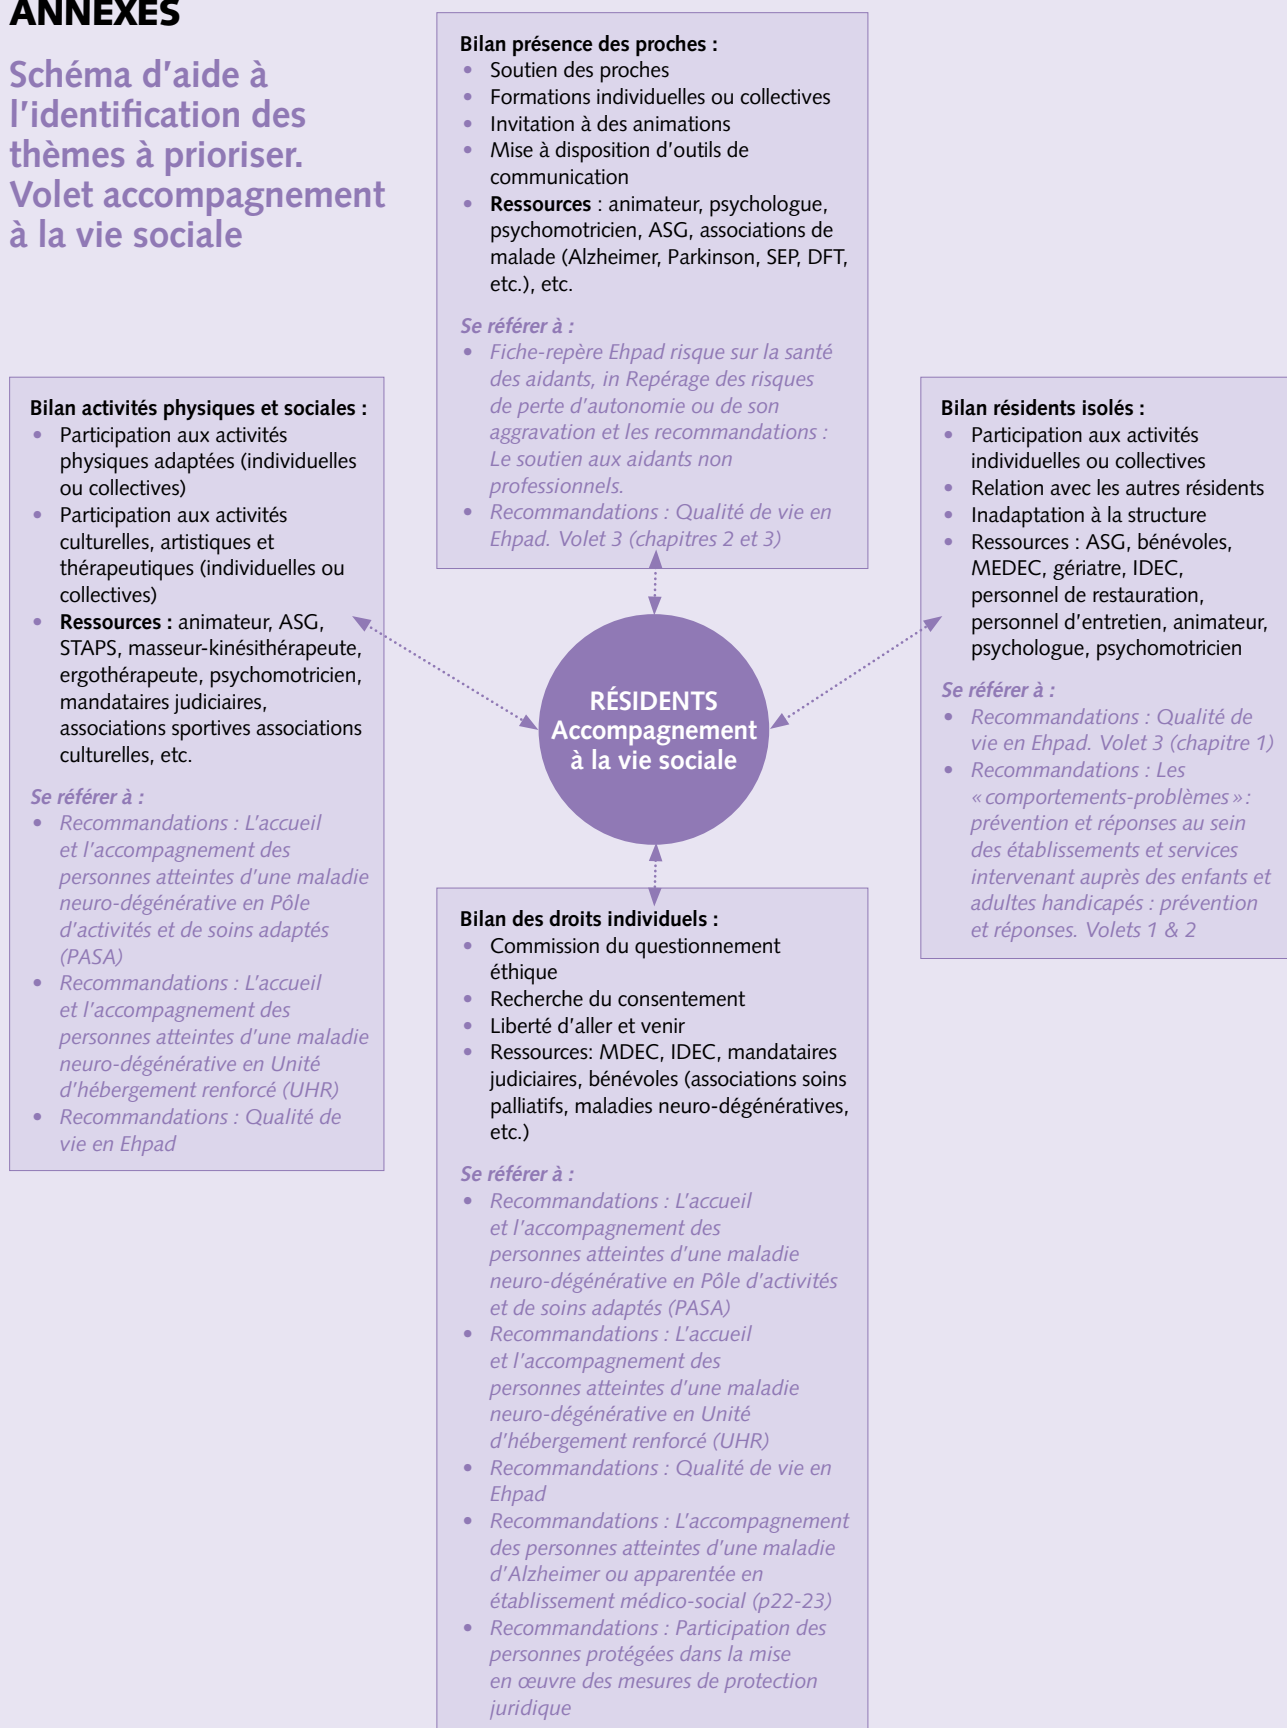 ANNEXES
Schéma d'aide à
l'identification des
thèmes à prioriser.
Volet accompagnement
à la vie sociale
Bilan présence des proches :
• Soutien des proches
• Formations individuelles ou collectives
• Invitation à des animations
• Mise à disposition d'outils de
communication
• Ressources : animateur, psychologue,
psychomotricien, ASG, associations de
malade (Alzheimer, Parkinson, SEP, DFT,
etc.), etc.
Se référer à :
• Fiche-repère Ehpad risque sur la santé
des aidants, in Repérage des risques
de perte d'autonomie ou de son
aggravation et les recommandations :
Le soutien aux aidants non
professionnels.
• Recommandations : Qualité de vie en
Ehpad. Volet 3 (chapitres 2 et 3)
Bilan activités physiques et sociales :
• Participation aux activités
physiques adaptées (individuelles
ou collectives)
• Participation aux activités
culturelles, artistiques et
thérapeutiques (individuelles ou
collectives)
• Ressources : animateur, ASG,
STAPS, masseur-kinésithérapeute,
ergothérapeute, psychomotricien,
mandataires judiciaires,
associations sportives associations
culturelles, etc.
Se référer à :
• Recommandations : L'accueil
et l'accompagnement des
personnes atteintes d'une maladie
neuro-dégénérative en Pôle
d'activités et de soins adaptés
(PASA)
• Recommandations : L'accueil
et l'accompagnement des
personnes atteintes d'une maladie
neuro-dégénérative en Unité
d'hébergement renforcé (UHR)
• Recommandations : Qualité de
vie en Ehpad
RÉSIDENTS
Accompagnement
à la vie sociale
Bilan résidents isolés :
• Participation aux activités
individuelles ou collectives
• Relation avec les autres résidents
• Inadaptation à la structure
• Ressources : ASG, bénévoles,
MEDEC, gériatre, IDEC,
personnel de restauration,
personnel d'entretien, animateur,
psychologue, psychomotricien
Se référer à :
• Recommandations : Qualité de
vie en Ehpad. Volet 3 (chapitre 1)
• Recommandations : Les
« comportements-problèmes » :
prévention et réponses au sein
des établissements et services
intervenant auprès des enfants et
adultes handicapés : prévention
et réponses. Volets 1 & 2
Bilan des droits individuels :
• Commission du questionnement
éthique
• Recherche du consentement
• Liberté d'aller et venir
• Ressources: MDEC, IDEC, mandataires
judiciaires, bénévoles (associations soins
palliatifs, maladies neuro-dégénératives,
etc.)
Se référer à :
• Recommandations : L'accueil
et l'accompagnement des
personnes atteintes d'une maladie
neuro-dégénérative en Pôle d'activités
et de soins adaptés (PASA)
• Recommandations : L'accueil
et l'accompagnement des
personnes atteintes d'une maladie
neuro-dégénérative en Unité
d'hébergement renforcé (UHR)
• Recommandations : Qualité de vie en
Ehpad
• Recommandations : L'accompagnement
des personnes atteintes d'une maladie
d'Alzheimer ou apparentée en
établissement médico-social (p22-23)
• Recommandations : Participation des
personnes protégées dans la mise
en œuvre des mesures de protection
juridique